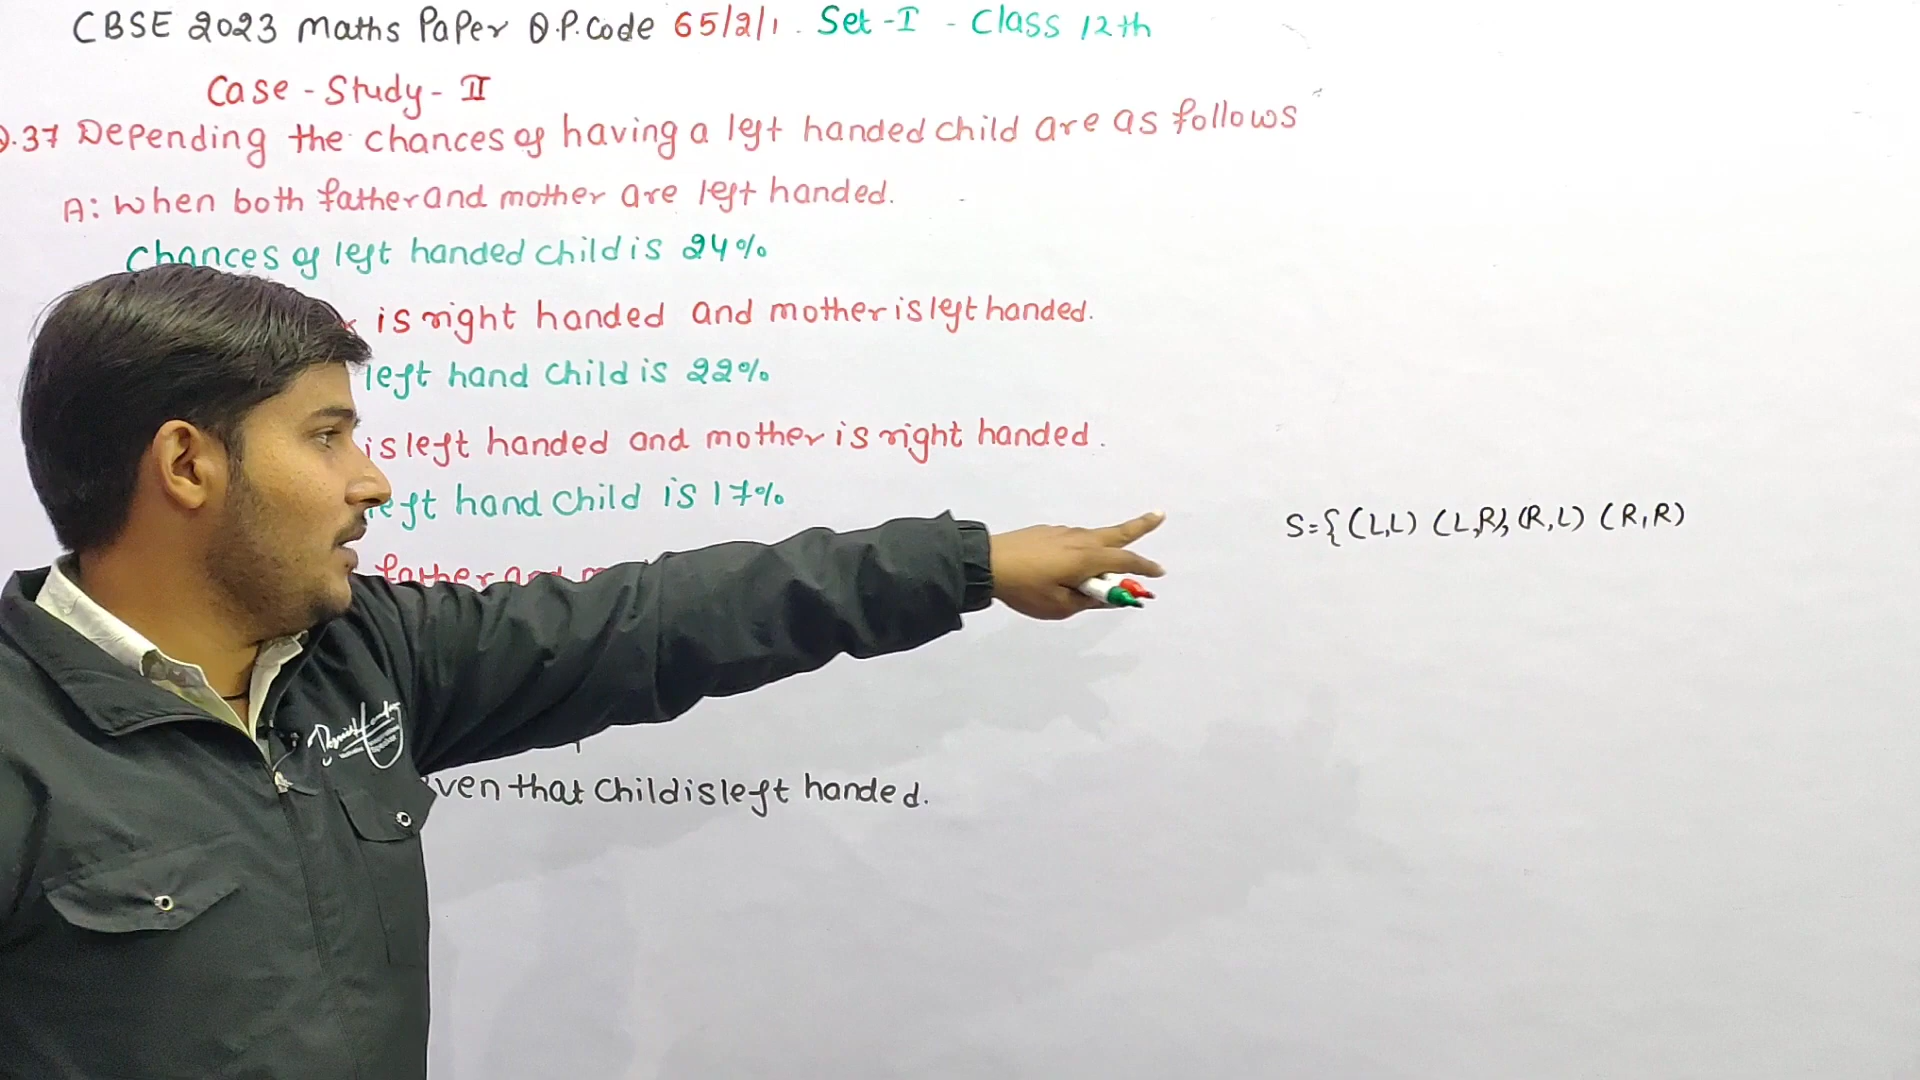 CBSE 2023 Maths Paper Q.P. Code 65/2/1. Set-I - Class 12th
Case-Study-II
Q.37 Depending the chances of having a left handed child are as follows
A: When both father and mother are left handed.
Chances of left handed child is 24%
is right handed and mother is left handed.
left hand child is 22%
is left handed and mother is right handed.
left hand child is 17%
father and
S={(L,L) (L,R), (R,L) (R,R)
that child is left handed.